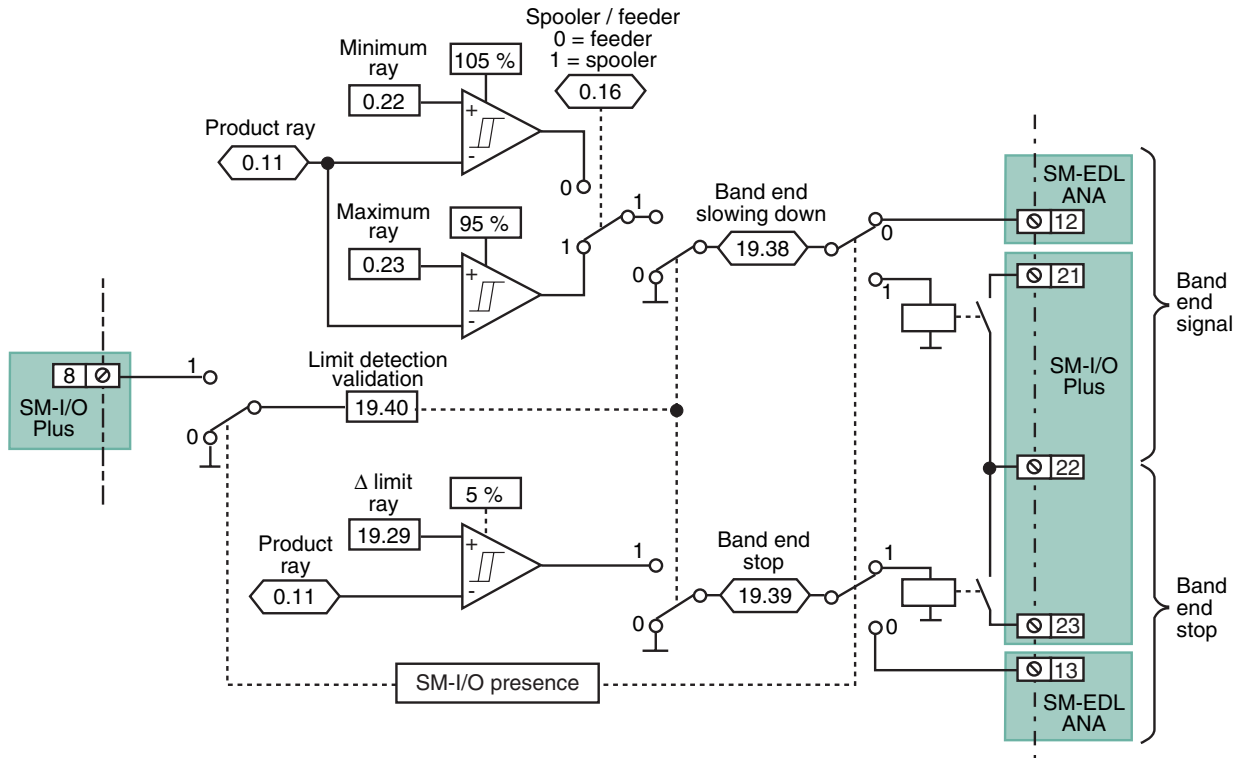 Spooler / feeder
0 = feeder
1 = spooler
0.16
Minimum
ray
0.22
105 %
+
-
Product ray
0.11
0
Maximum
ray
0.23
95 %
+
-
1
1
0
Band end
slowing down
19.38
0
1
SM-EDL
ANA
12
21
SM-I/O
Plus
22
23
Band
end
signal
8
SM-I/O
Plus
1
0
Limit detection
validation
19.40
Δ limit
ray
19.29
5 %
+
-
Product
ray
0.11
1
0
Band end
stop
19.39
1
0
13
SM-EDL
ANA
Band
end
stop
SM-I/O presence